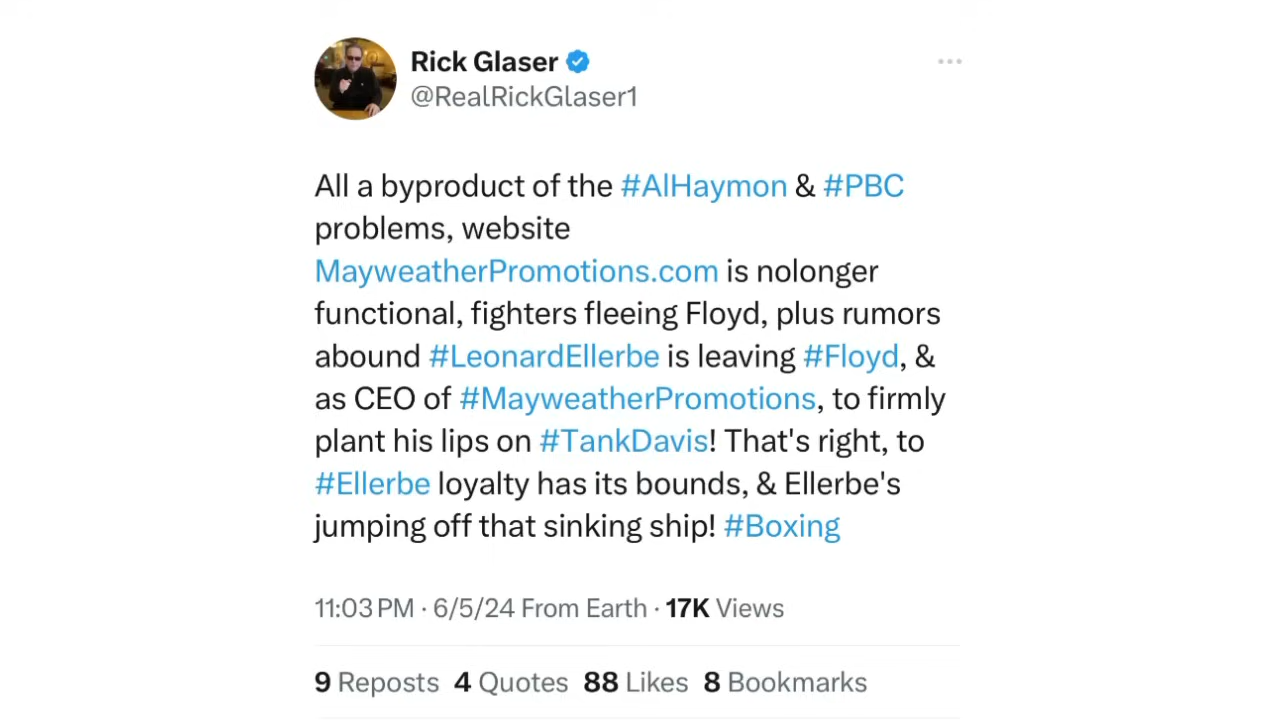 Rick Glaser
@RealRickGlaser1
All a byproduct of the #AlHaymon & #PBC
problems, website
MayweatherPromotions.com is nolonger
functional, fighters fleeing Floyd, plus rumors
abound #LeonardEllerbe is leaving #Floyd, &
as CEO of #MayweatherPromotions, to firmly
plant his lips on #TankDavis! That's right, to
#Ellerbe loyalty has its bounds, & Ellerbe's
jumping off that sinking ship! #Boxing
11:03 PM · 6/5/24 From Earth · 17K Views
9 Reposts 4 Quotes 88 Likes 8 Bookmarks